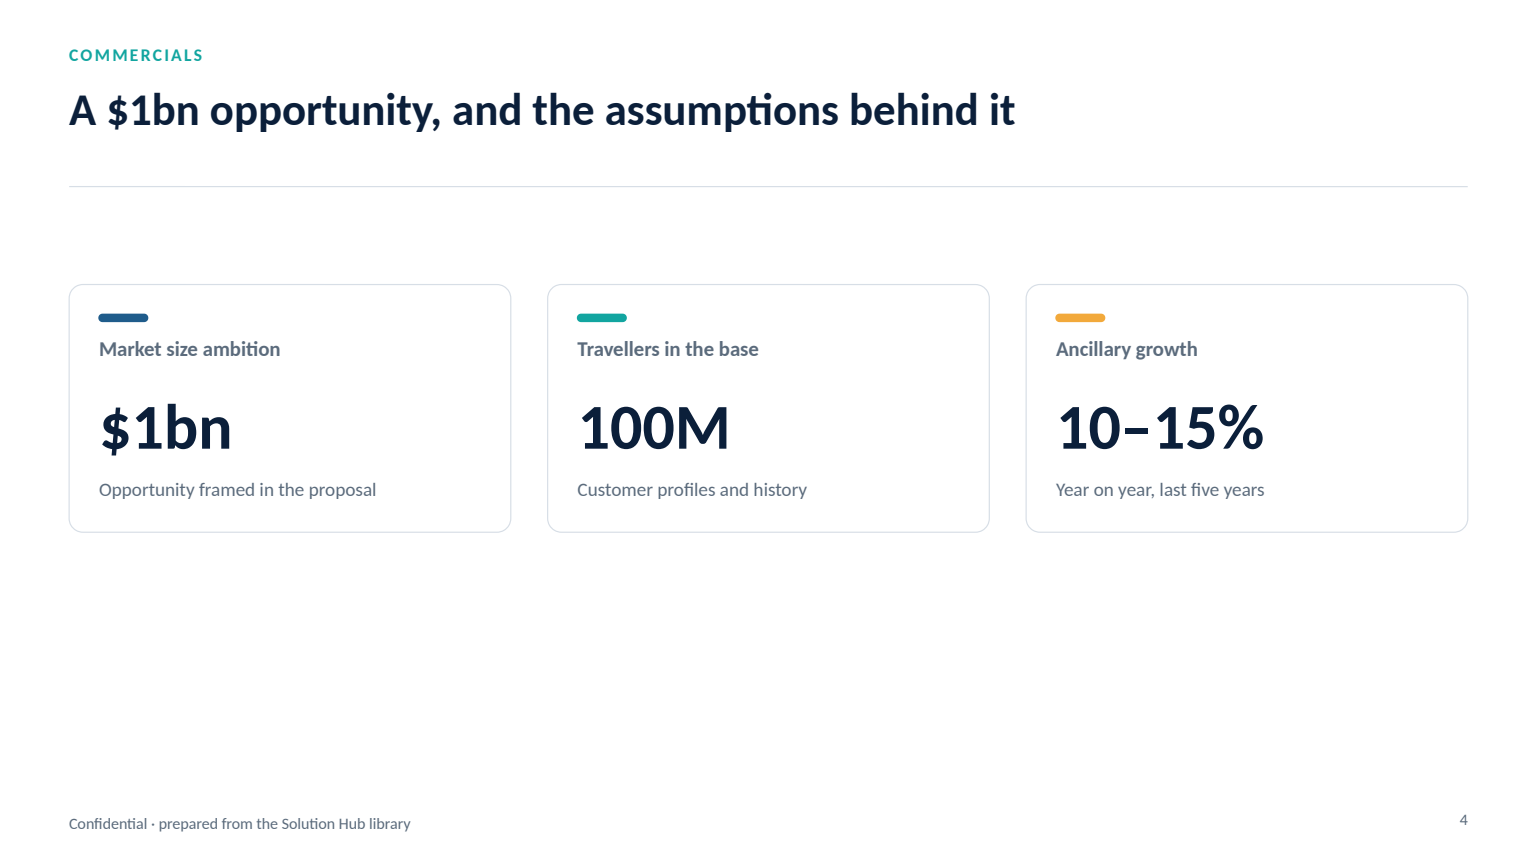 COMMERCIALS
A $1bn opportunity, and the assumptions behind it
Market size ambition
$1bn
Opportunity framed in the proposal
Travellers in the base
100M
Customer profiles and history
Ancillary growth
10–15%
Year on year, last five years
Confidential · prepared from the Solution Hub library
4